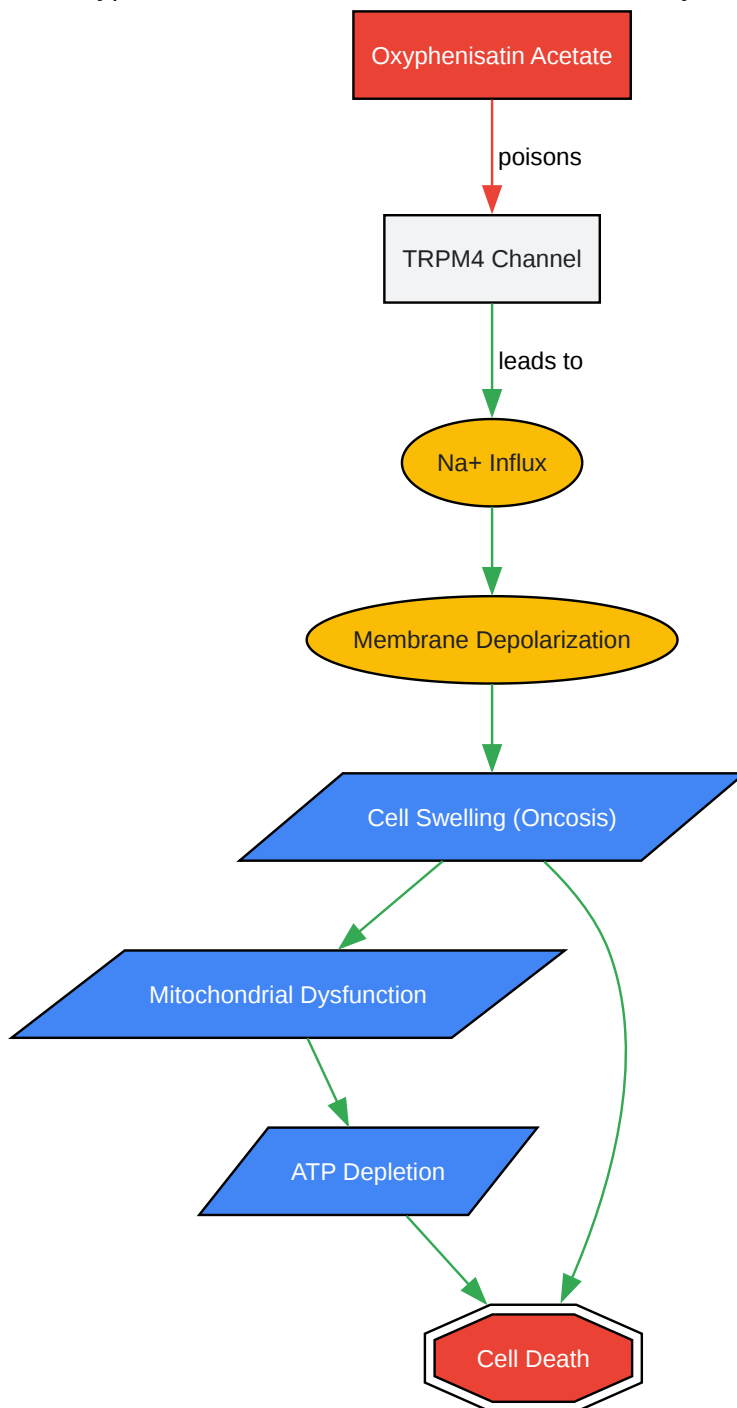 Oxyphenisatin Acetate
poisons
TRPM4 Channel
leads to
Na+ Influx
Membrane Depolarization
Cell Swelling (Oncosis)
Mitochondrial Dysfunction
ATP Depletion
Cell Death